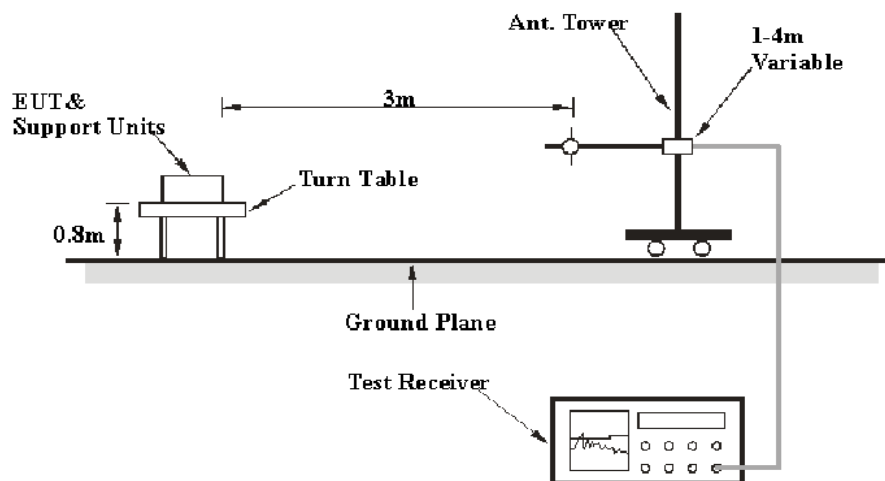 Ant. Tower
1-4m
Variable
3m
EUT &
Support Units
Turn Table
0.8m
Ground Plane
Test Receiver